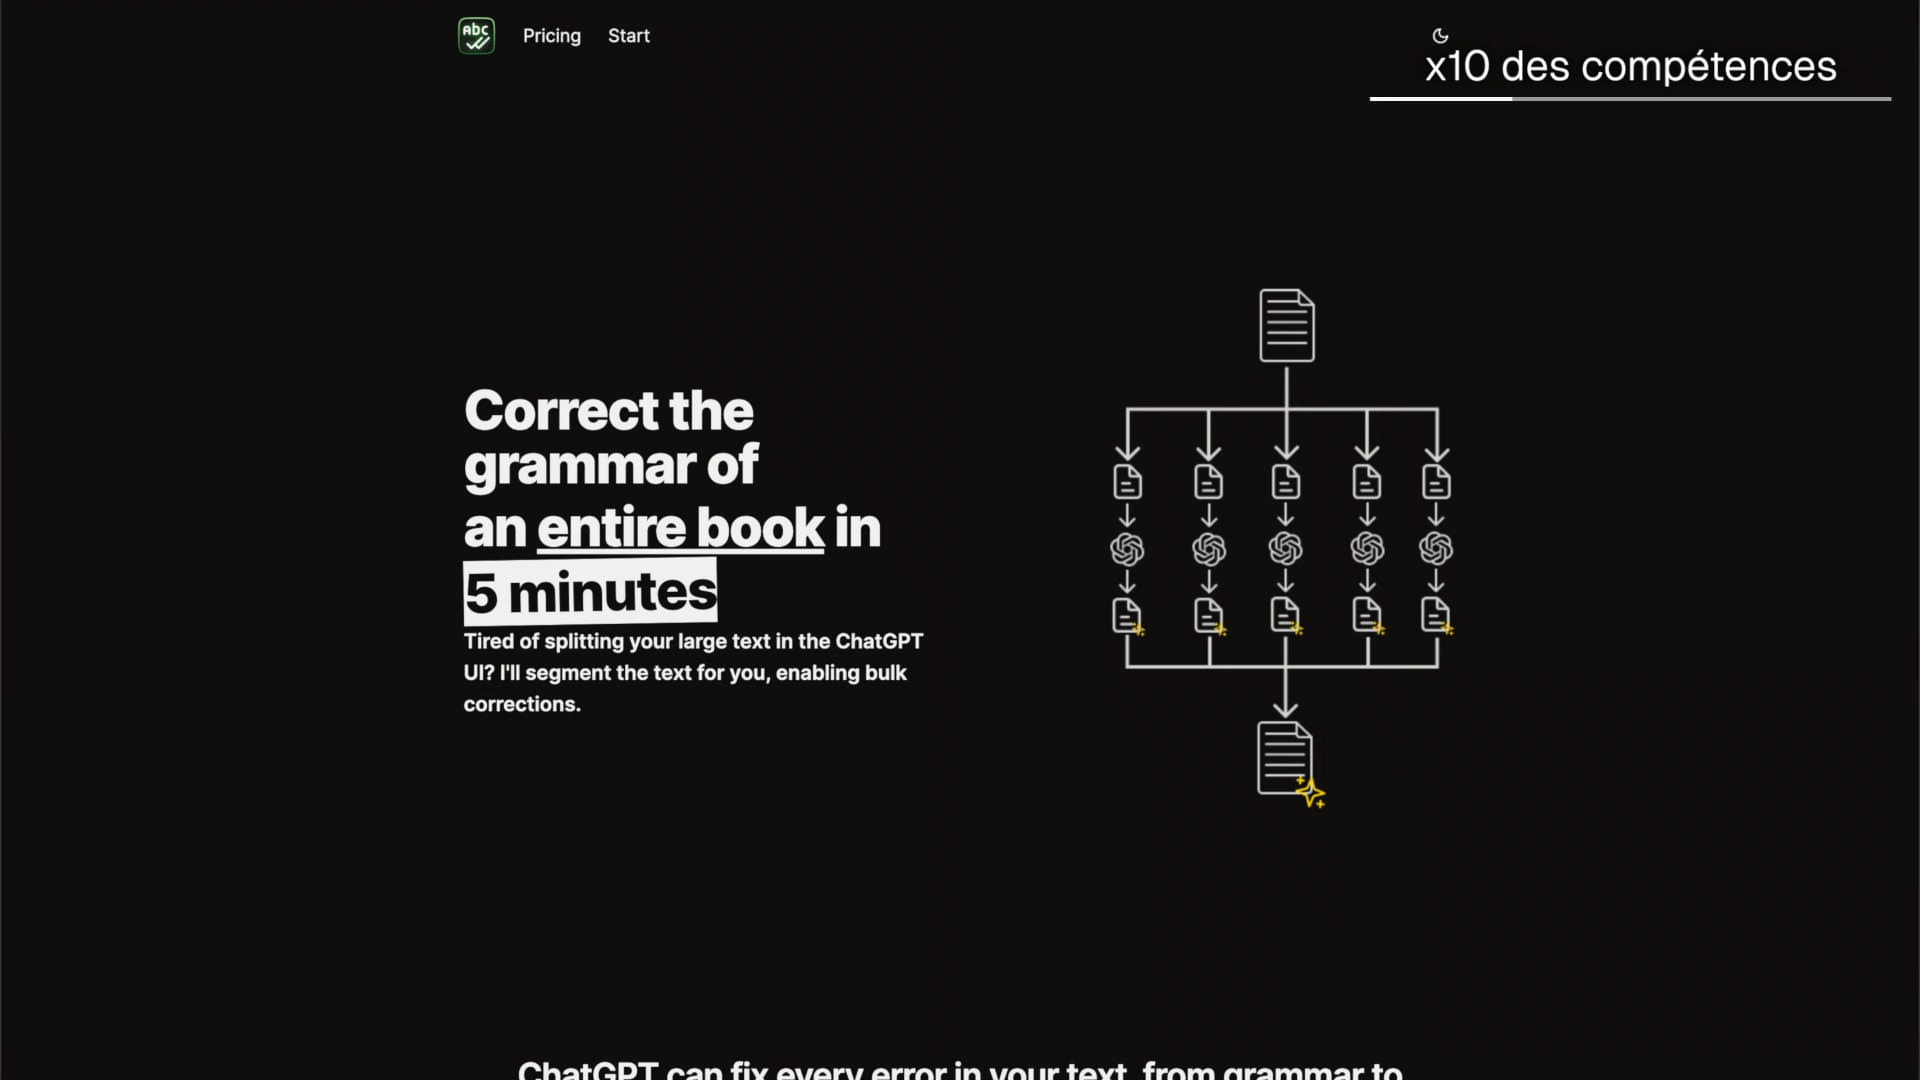 abc
Pricing
Start
x10 des compétences
Correct the
grammar of
an entire book in
5 minutes
Tired of splitting your large text in the ChatGPT
UI? I'll segment the text for you, enabling bulk
corrections.
ChatGPT can fix every error in your text, from grammar to